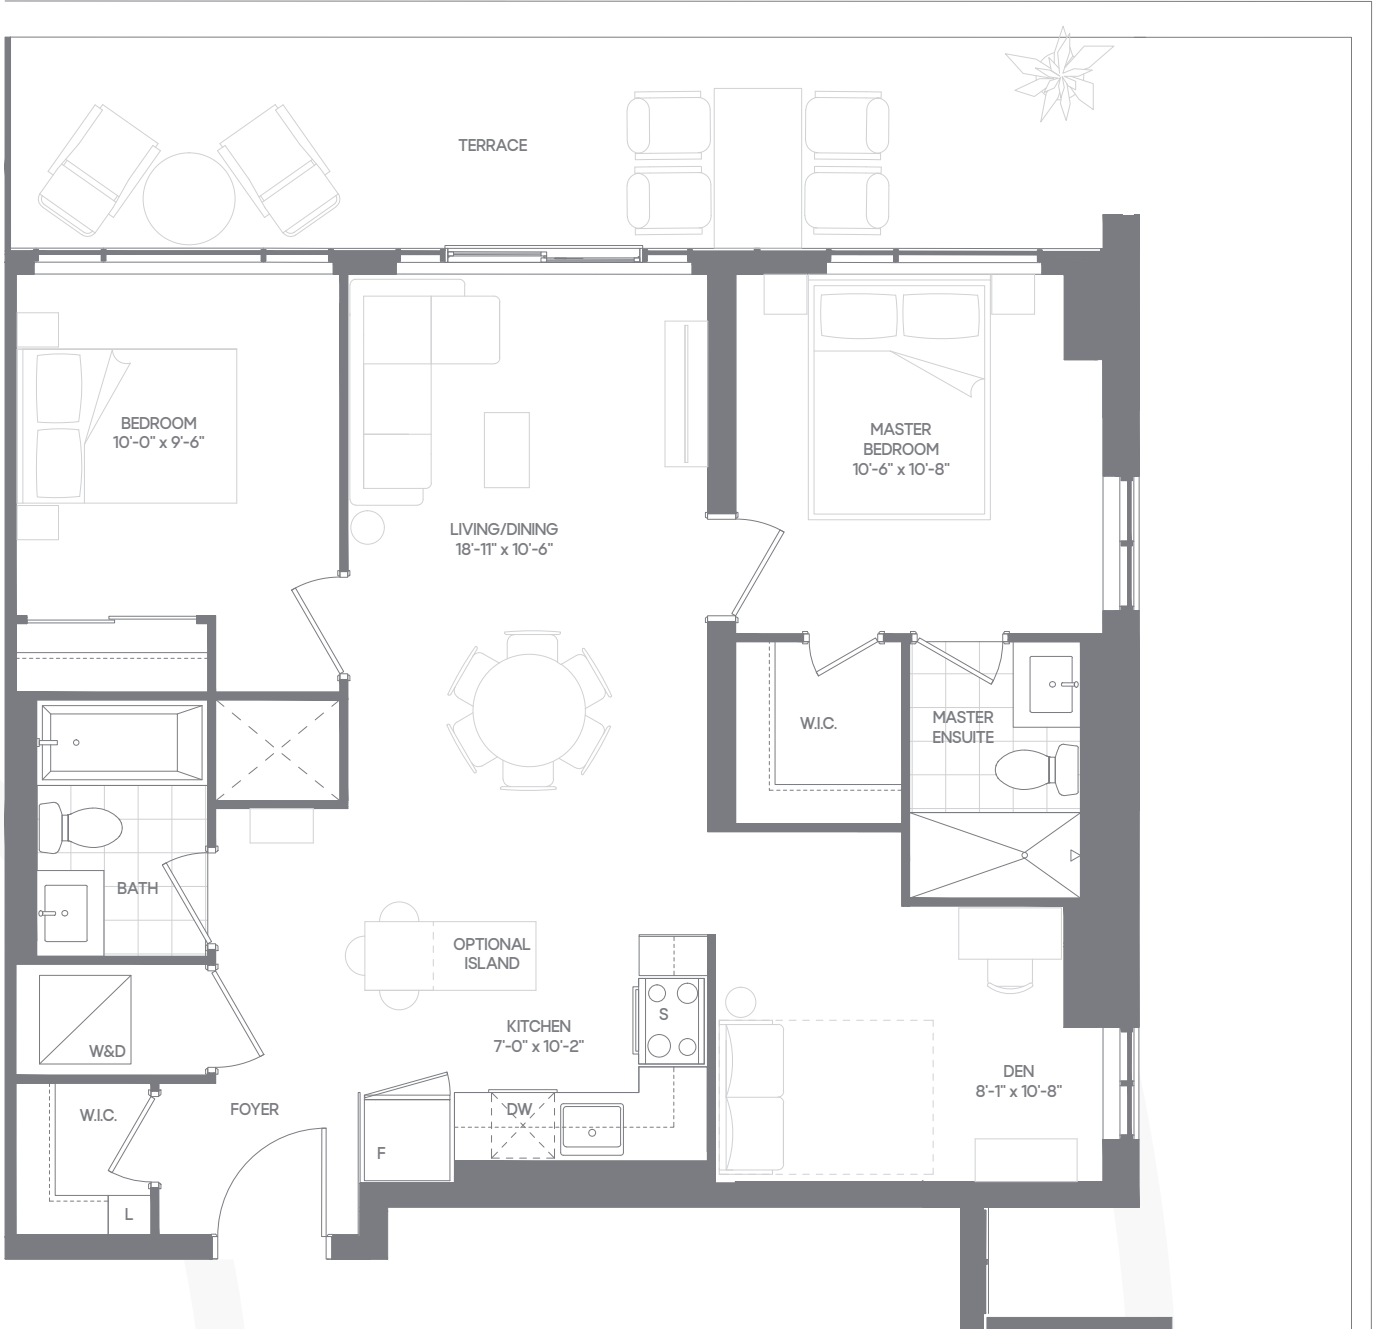 TERRACE
BEDROOM
10'-0" x 9'-6"
MASTER
BEDROOM
10'-6" x 10'-8"
LIVING/DINING
18'-11" x 10'-6"
W.I.C.
MASTER
ENSUITE
BATH
OPTIONAL
ISLAND
S
KITCHEN
7'-0" x 10'-2"
W&D
DEN
8'-1" x 10'-8"
W.I.C.
FOYER
DW
F
L